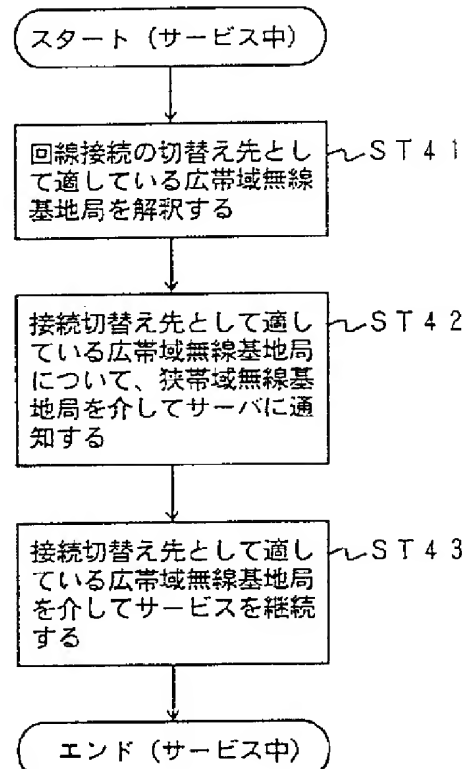 スタート (サービス中)
回線接続の切替え先とし
て適している広帯域無線
基地局を解釈する
ST41
接続切替え先として適し
ている広帯域無線基地局
について、狭帯域無線基
地局を介してサーバに通
知する
ST42
接続切替え先として適し
ている広帯域無線基地局
を介してサービスを継続
する
ST43
エンド (サービス中)